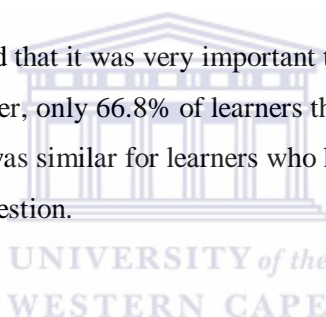 d that it was very important t
er, only 66.8% of learners th
was similar for learners who
estion.
UNIVERSITY of the
WESTERN CAPE